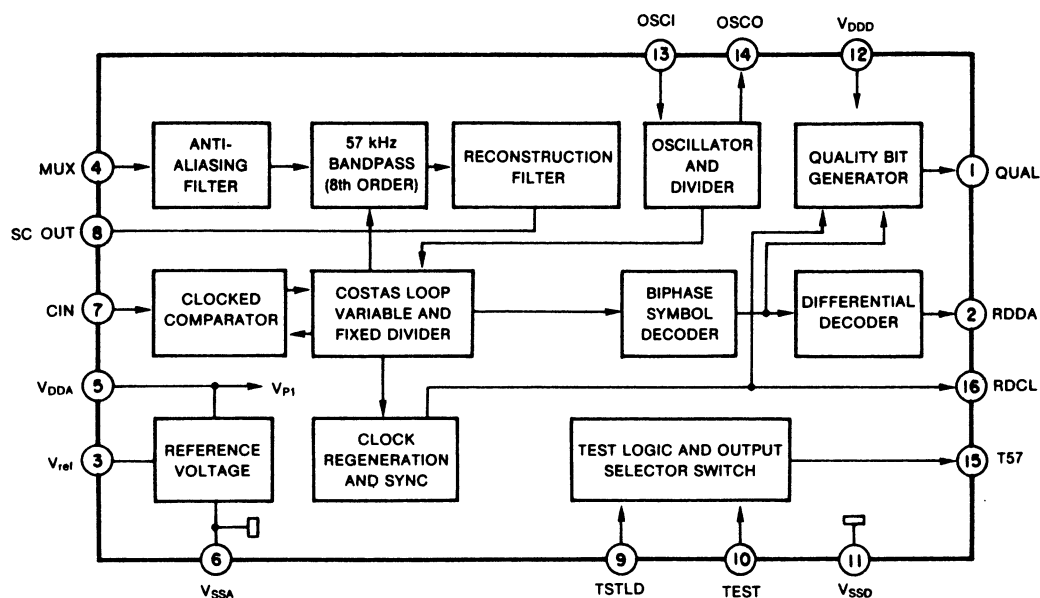 OSCI
OSCO
VDDD
13
14
12
ANTI-
ALIASING
FILTER
57 kHz
BANDPASS
(8th ORDER)
RECONSTRUCTION
FILTER
OSCILLATOR
AND
DIVIDER
QUALITY BIT
GENERATOR
MUX
4
1
QUAL
SC OUT
8
CIN
7
CLOCKED
COMPARATOR
COSTAS LOOP
VARIABLE AND
FIXED DIVIDER
BIPHASE
SYMBOL
DECODER
DIFFERENTIAL
DECODER
2
RDDA
VDDA
5
VP1
16
RDCL
Vref
3
REFERENCE
VOLTAGE
CLOCK
REGENERATION
AND SYNC
TEST LOGIC AND OUTPUT
SELECTOR SWITCH
15
T57
6
9
10
11
VSSA
TSTLD
TEST
VSSD